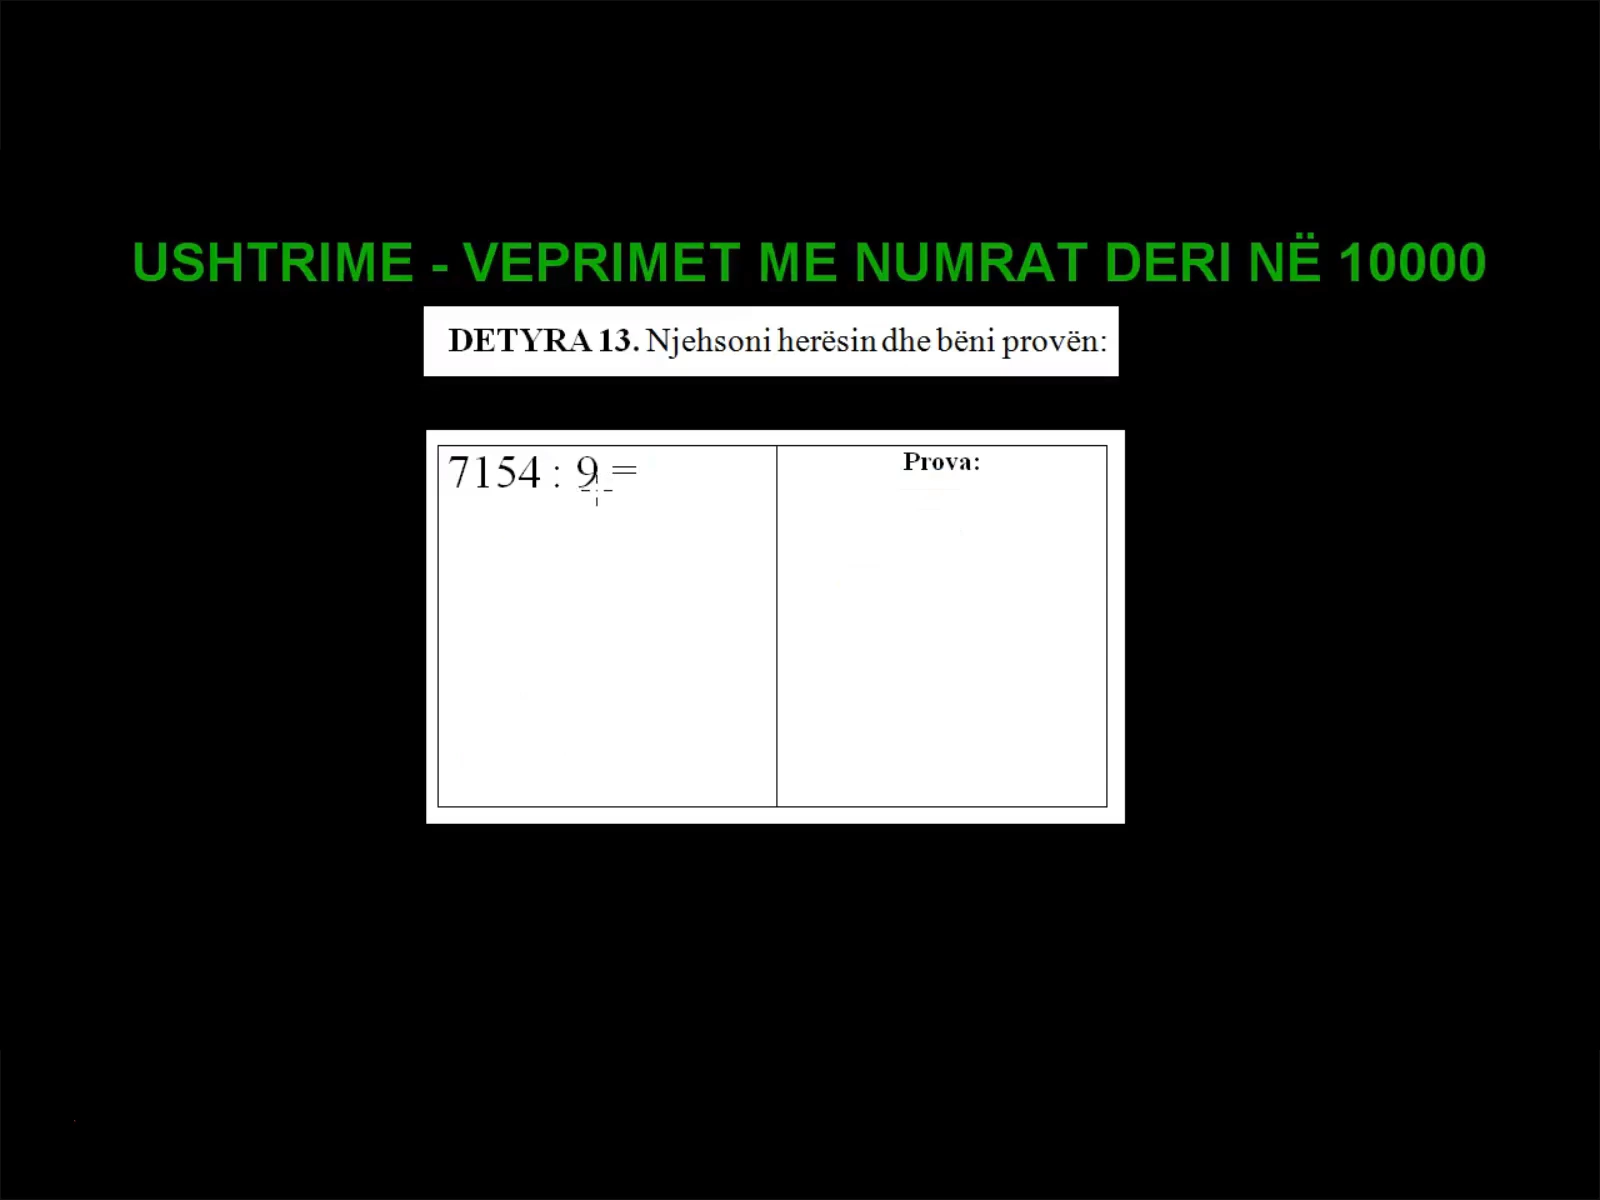 USHTRIME - VEPRIMET ME NUMRAT DERI NË 10000
DETYRA 13. Njehsoni herësin dhe bëni provën:
7154 : 9 =
Prova: